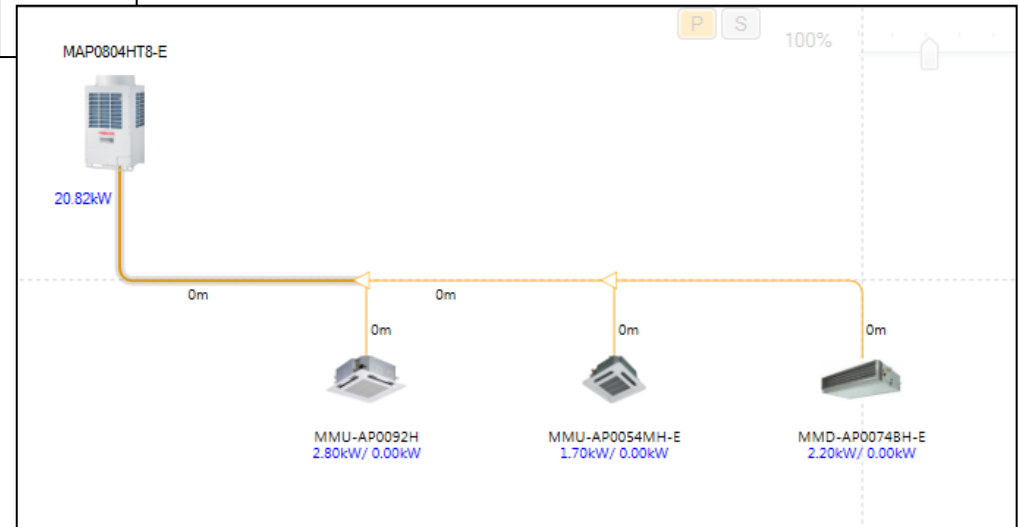 P S
100%
MAP0804HT8-E
20.82kW
0m
0m
0m
0m
0m
MMU-AP0092H
2.80kW/ 0.00kW
MMU-AP0054MH-E
1.70kW/ 0.00kW
MMD-AP0074BH-E
2.20kW/ 0.00kW